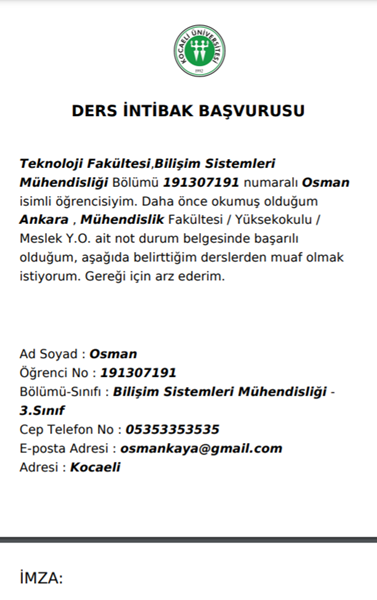 KOCAELİ ÜNİVERSİTESİ
1992
DERS İNTİBAK BAŞVURUSU
Teknoloji Fakültesi,Bilişim Sistemleri
Mühendisliği Bölümü 191307191 numaralı Osman
isimli öğrencisiyim. Daha önce okumuş olduğum
Ankara , Mühendislik Fakültesi / Yüksekokulu /
Meslek Y.O. ait not durum belgesinde başarılı
olduğum, aşağıda belirttiğim derslerden muaf olmak
istiyorum. Gereği için arz ederim.
Ad Soyad : Osman
Öğrenci No : 191307191
Bölümü-Sınıfı : Bilişim Sistemleri Mühendisliği -
3.Sınıf
Cep Telefon No : 05353353535
E-posta Adresi : osmankaya@gmail.com
Adresi : Kocaeli
İMZA: